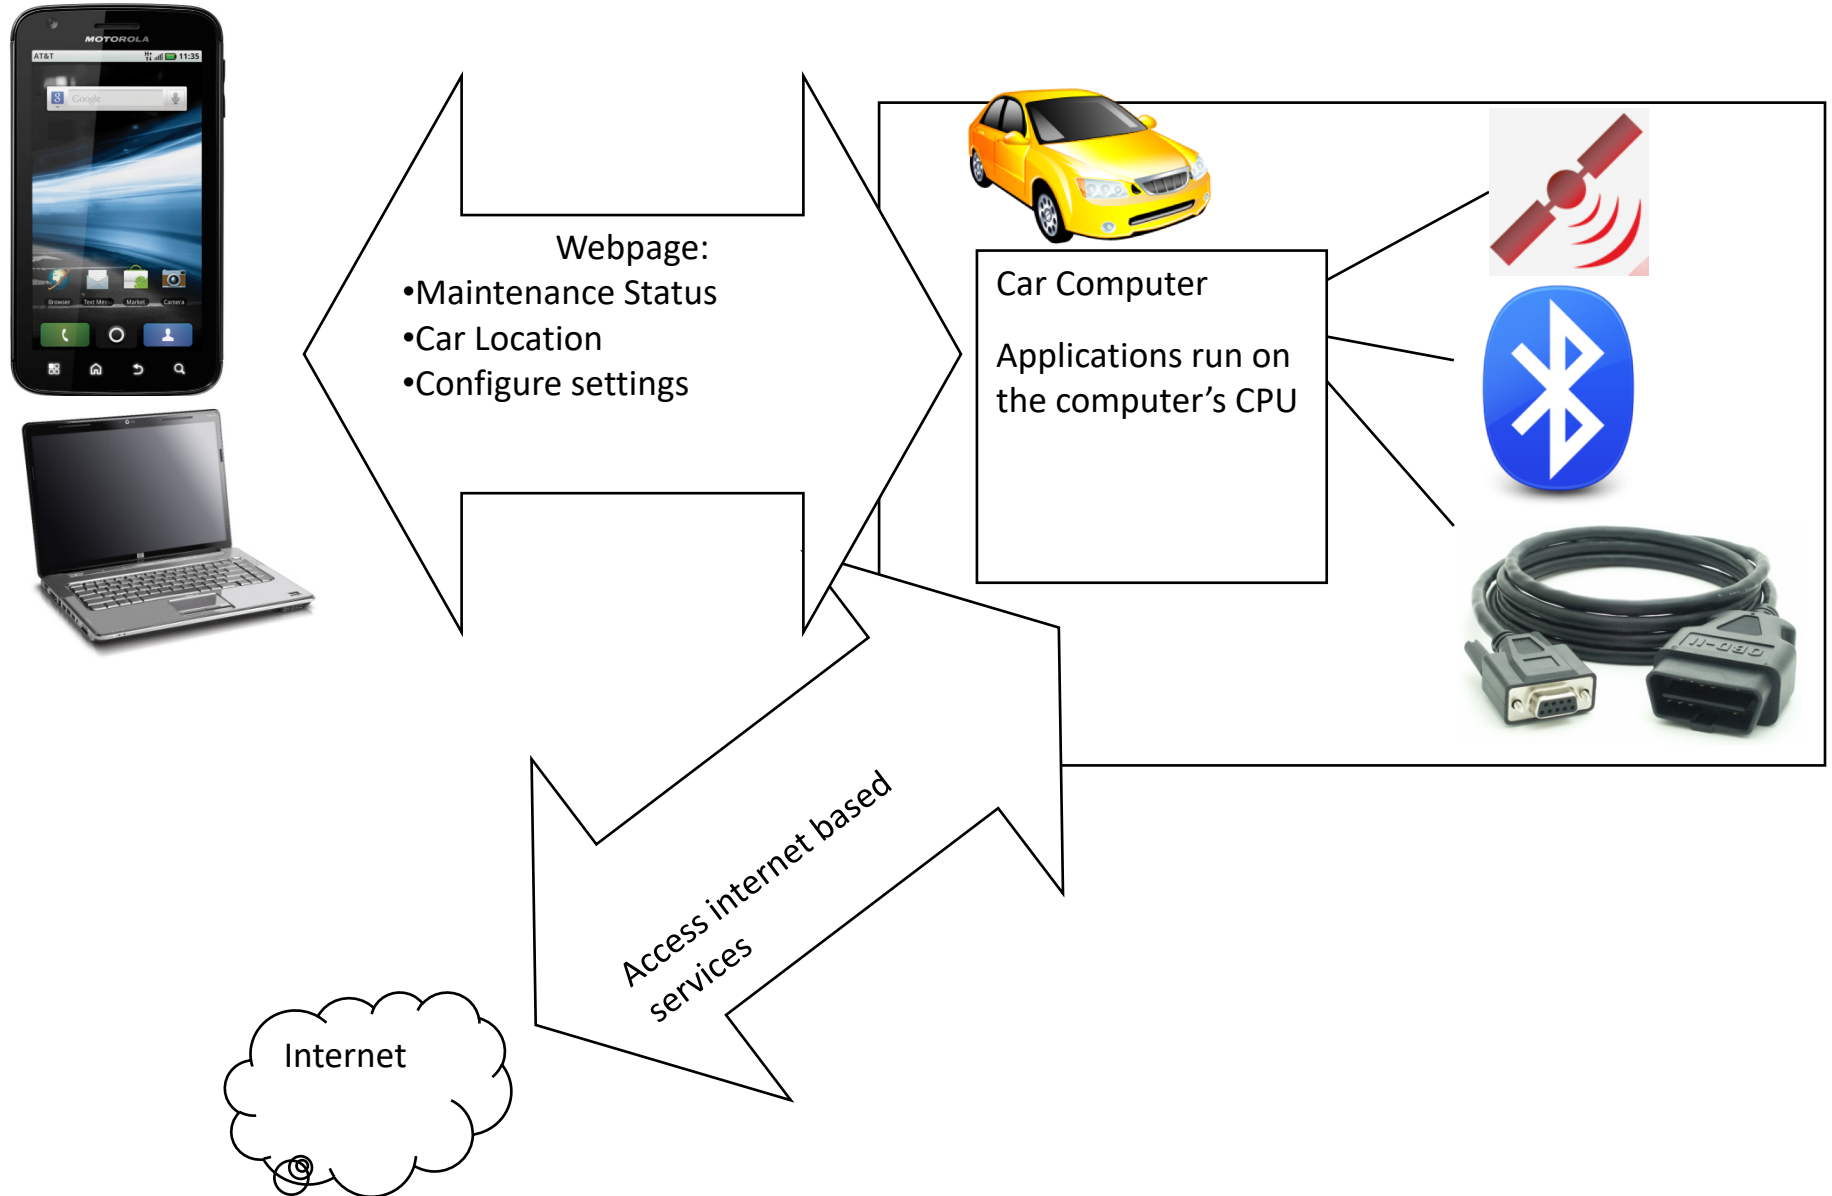 MOTOROLA
AT&T
H+
11:35
Google
Browser
Text Mes
Market
Camera
Webpage:
•Maintenance Status
•Car Location
•Configure settings
Car Computer
Applications run on
the computer’s CPU
OBD-II
Access internet based
services
Internet